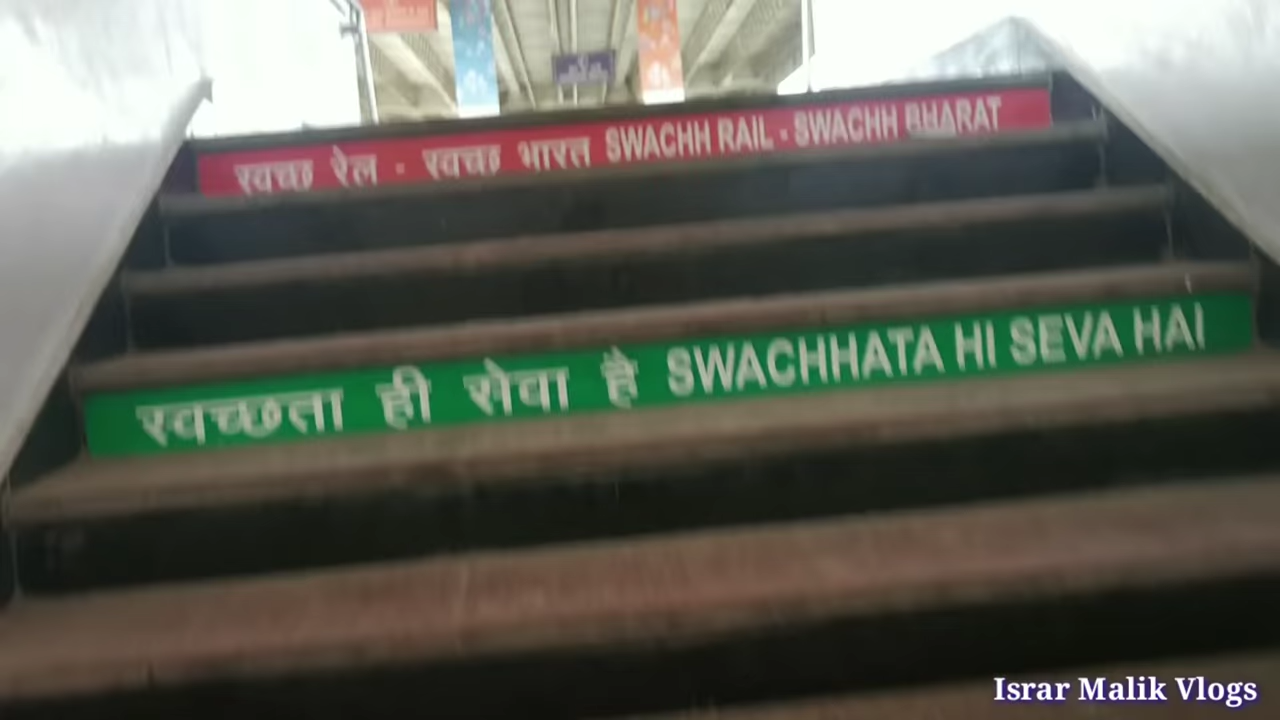 स्वच्छ रेल - स्वच्छ भारत SWACHH RAIL - SWACHH BHARAT
स्वच्छता ही सेवा है SWACHHATA HI SEVA HAI
Israr Malik Vlogs